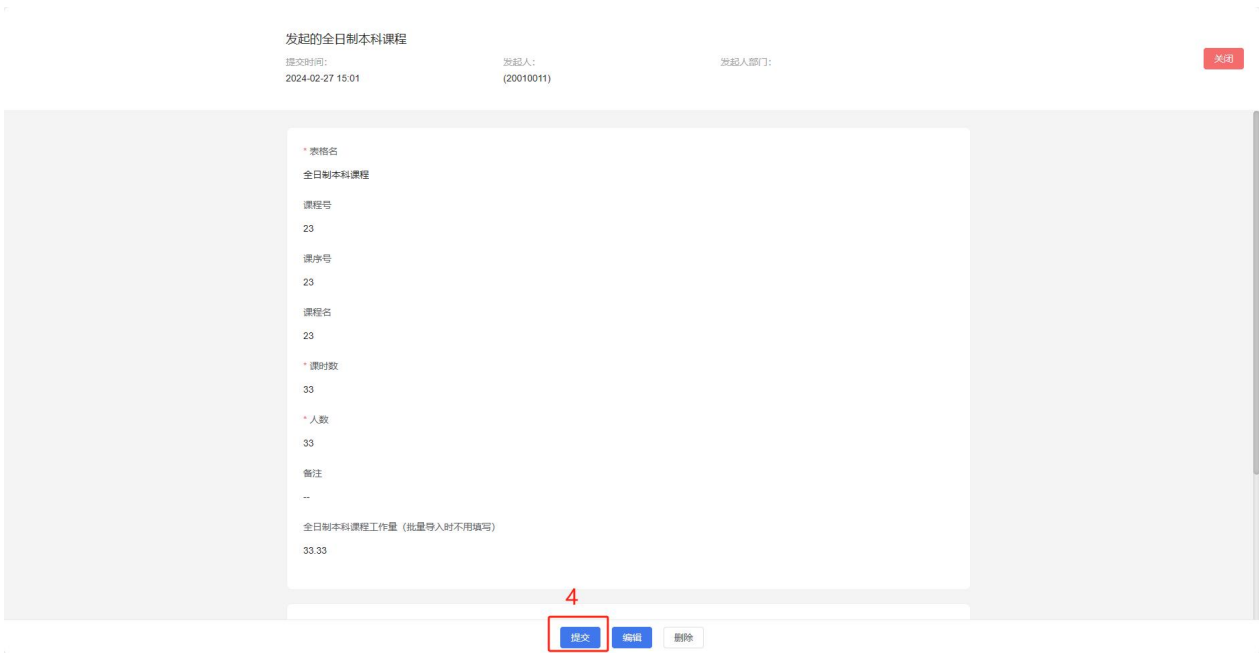 发起的全日制本科课程
提交时间: 发起人: 发起人部门:
2024-02-27 15:01 (20010011)
关闭
* 表格名
全日制本科课程
课程号
23
课序号
23
课程名
23
* 课时数
33
* 人数
33
备注
--
全日制本科课程工作量（批量导入时不用填写）
33.33
4
提交 编辑 删除